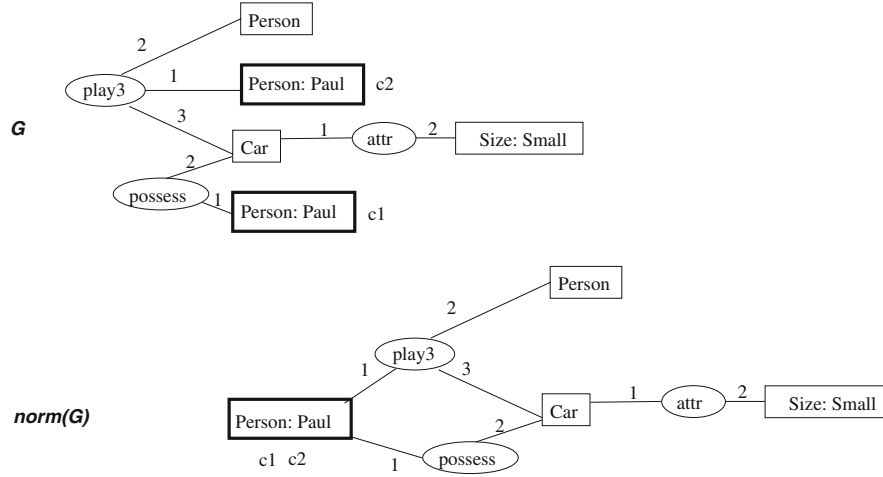 Person
2
1
Person: Paul c2
play3
3
G
1
2
Car
attr
Size: Small
2
possess
1
Person: Paul c1
Person
2
play3
1
3
1
2
Car
attr
Size: Small
norm(G)
Person: Paul
2
c1 c2
1
possess